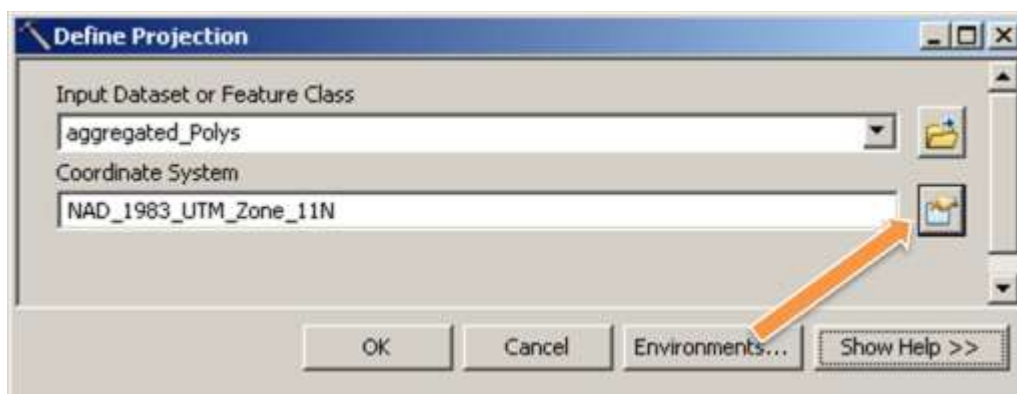 Define Projection
Input Dataset or Feature Class
aggregated_Polys
Coordinate System
NAD_1983_UTM_Zone_11N
OK Cancel Environments... Show Help >>